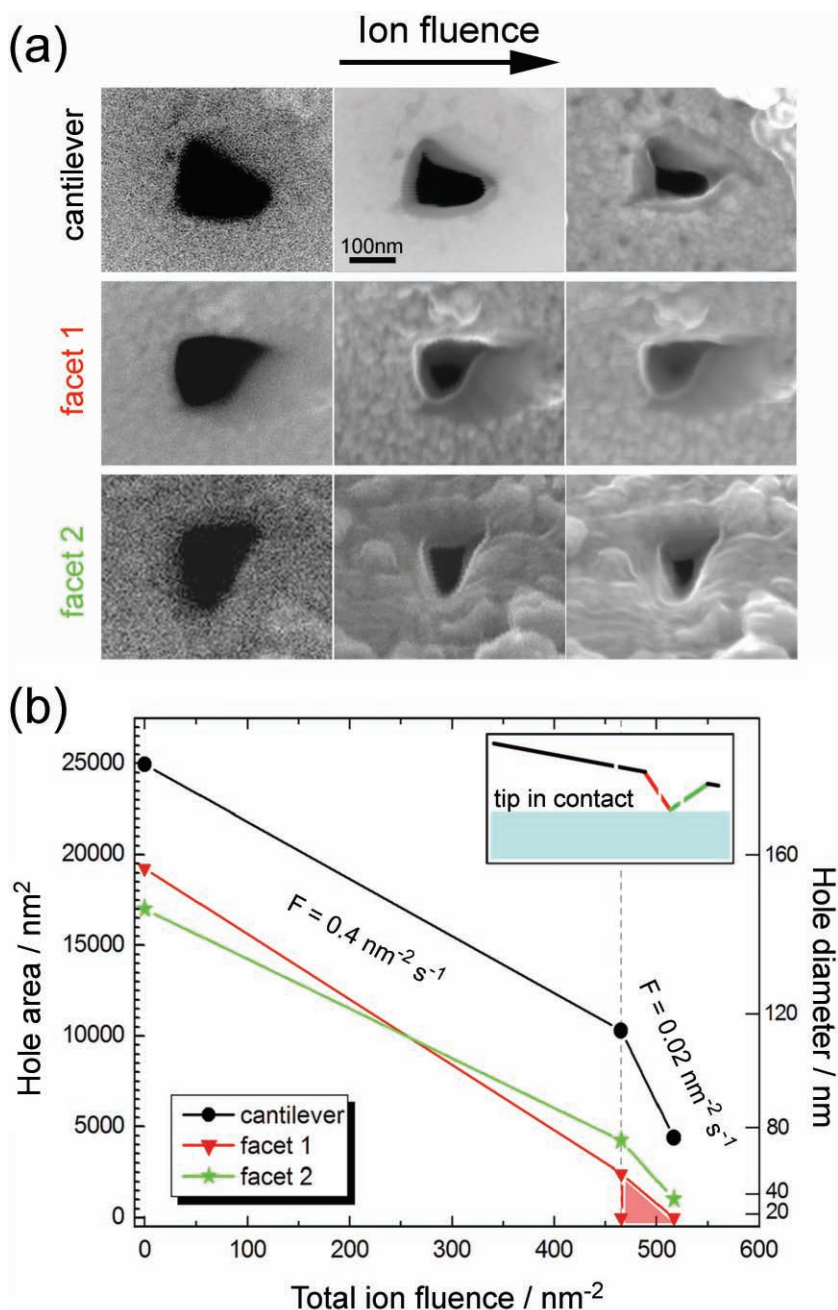 (a)
Ion fluence
cantilever
100nm
facet 1
facet 2
(b)
Hole area / nm²
25000
20000
15000
10000
5000
0
tip in contact
F = 0.4 nm⁻² s⁻¹
F = 0.02 nm⁻² s⁻¹
cantilever
facet 1
facet 2
160
120
80
40
20
Hole diameter / nm
0 100 200 300 400 500 600
Total ion fluence / nm⁻²